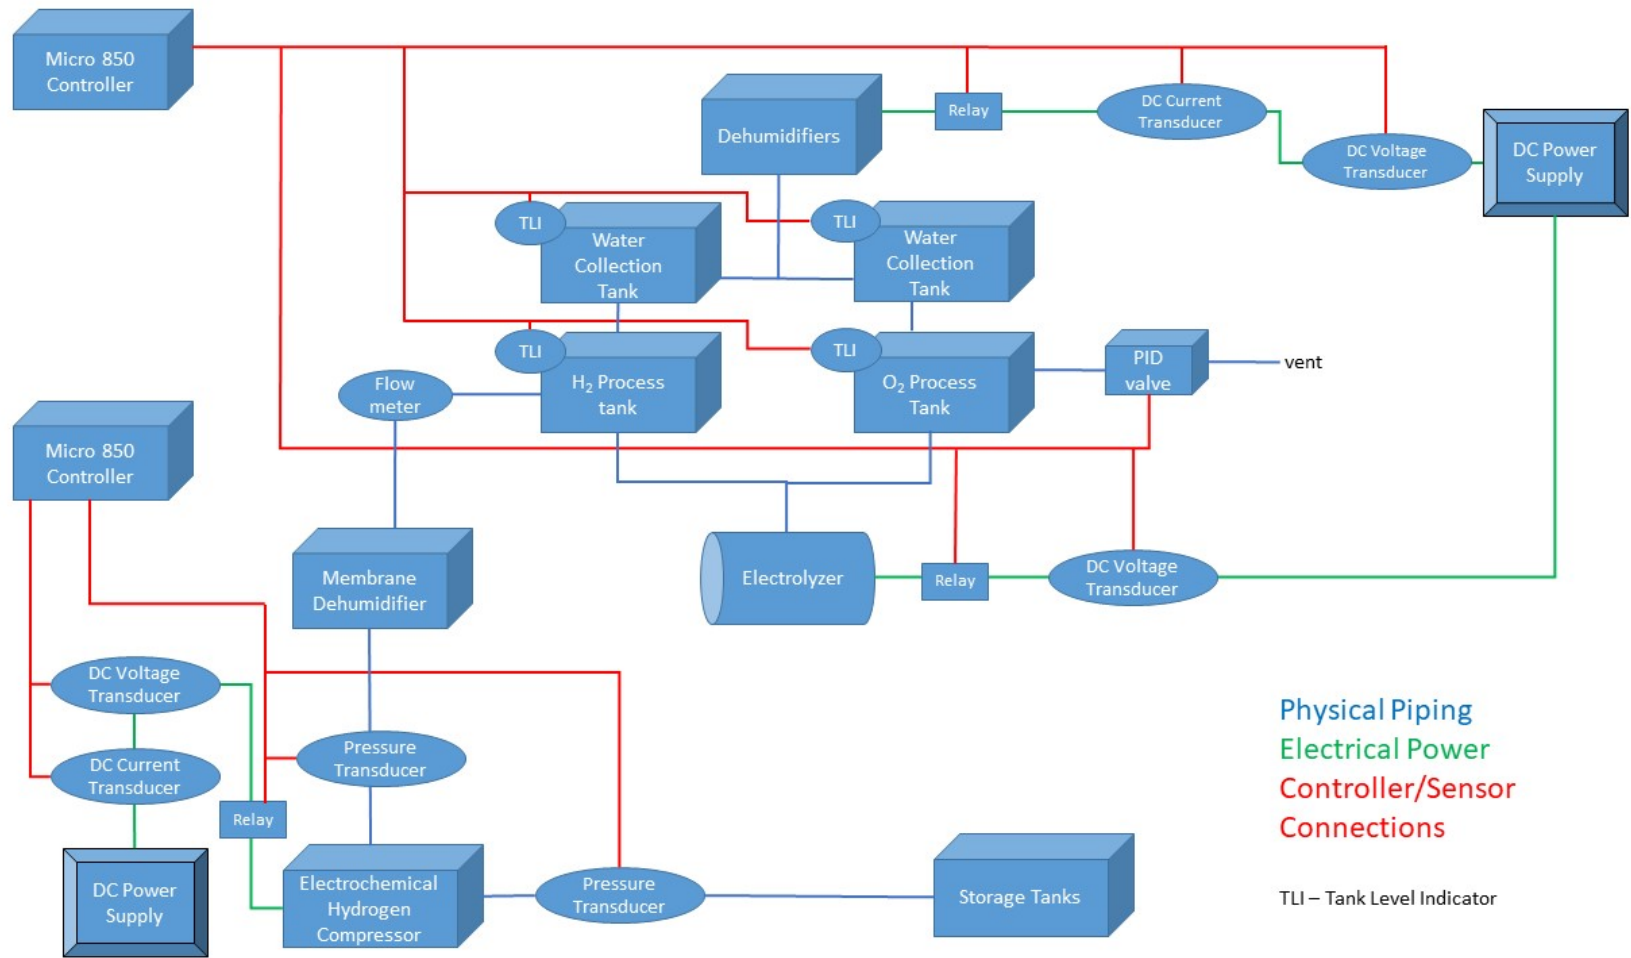 Micro 850
Controller
Dehumidifiers
Relay
DC Current
Transducer
DC Voltage
Transducer
DC Power
Supply
TLI
Water
Collection
Tank
TLI
Water
Collection
Tank
TLI
H2 Process
tank
TLI
O2 Process
Tank
PID
valve
vent
Flow
meter
Micro 850
Controller
Membrane
Dehumidifier
Electrolyzer
Relay
DC Voltage
Transducer
DC Voltage
Transducer
DC Current
Transducer
Relay
Pressure
Transducer
DC Power
Supply
Electrochemical
Hydrogen
Compressor
Pressure
Transducer
Storage Tanks
Physical Piping
Electrical Power
Controller/Sensor
Connections
TLI – Tank Level Indicator